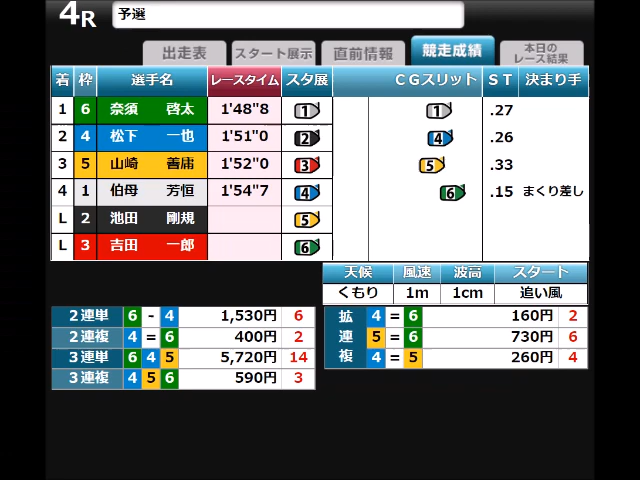 4R 予選
出走表 スタート展示 直前情報 競走成績 本日の
レース結果
着 枠 選手名 レースタイム スタ展 CGスリット ST 決まり手
1 6 奈須 啓太 1'48"8 1 1 .27
2 4 松下 一也 1'51"0 2 4 .26
3 5 山崎 善庸 1'52"0 3 5 .33
4 1 伯母 芳恒 1'54"7 4 6 .15 まくり差し
L 2 池田 剛規 5
L 3 吉田 一郎 6
天候 風速 波高 スタート
くもり 1m 1cm 追い風
2連単 6 - 4 1,530円 6
2連複 4 = 6 400円 2
3連単 6 4 5 5,720円 14
3連複 4 5 6 590円 3
拡 4 = 6 160円 2
連 5 = 6 730円 6
複 4 = 5 260円 4